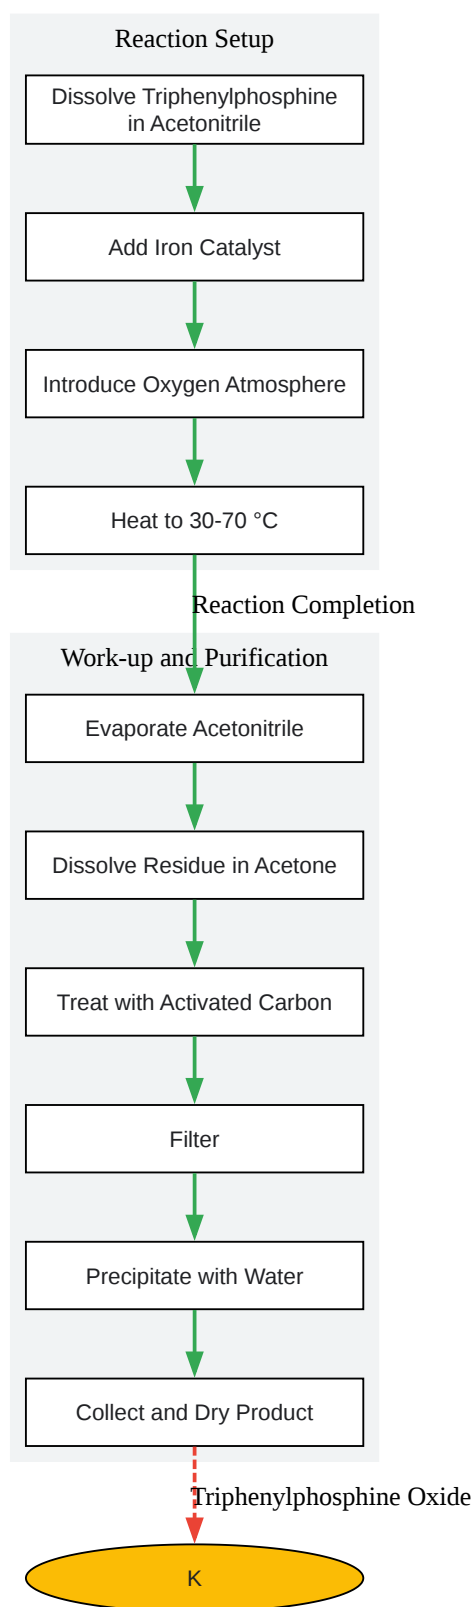 Reaction Setup
Dissolve Triphenylphosphine
in Acetonitrile
Add Iron Catalyst
Introduce Oxygen Atmosphere
Heat to 30-70 °C
Reaction Completion
Work-up and Purification
Evaporate Acetonitrile
Dissolve Residue in Acetone
Treat with Activated Carbon
Filter
Precipitate with Water
Collect and Dry Product
Triphenylphosphine Oxide
K